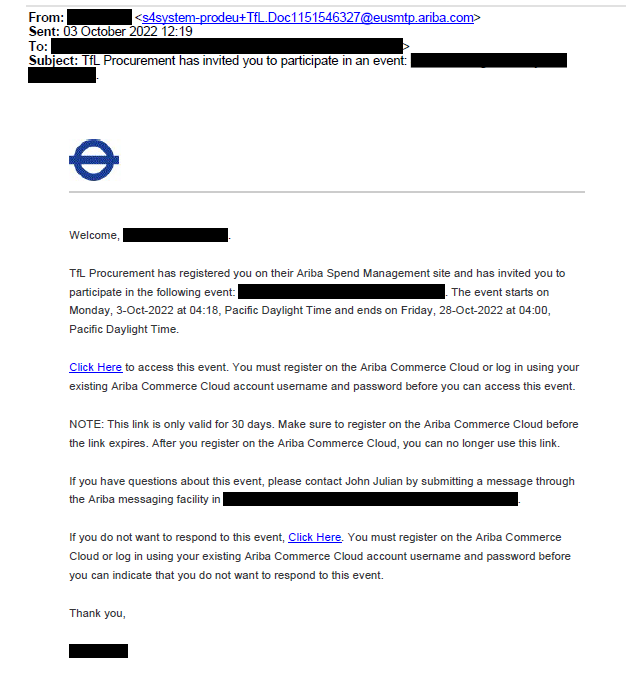 From: <s4system-prodeu+TfL.Doc1151546327@eusmtp.ariba.com>
Sent: 03 October 2022 12:19
To: >
Subject: TfL Procurement has invited you to participate in an event:
.
Welcome, .
TfL Procurement has registered you on their Ariba Spend Management site and has invited you to
participate in the following event: . The event starts on
Monday, 3-Oct-2022 at 04:18, Pacific Daylight Time and ends on Friday, 28-Oct-2022 at 04:00,
Pacific Daylight Time.
Click Here to access this event. You must register on the Ariba Commerce Cloud or log in using your
existing Ariba Commerce Cloud account username and password before you can access this event.
NOTE: This link is only valid for 30 days. Make sure to register on the Ariba Commerce Cloud before
the link expires. After you register on the Ariba Commerce Cloud, you can no longer use this link.
If you have questions about this event, please contact John Julian by submitting a message through
the Ariba messaging facility in .
If you do not want to respond to this event, Click Here. You must register on the Ariba Commerce
Cloud or log in using your existing Ariba Commerce Cloud account username and password before
you can indicate that you do not want to respond to this event.
Thank you,